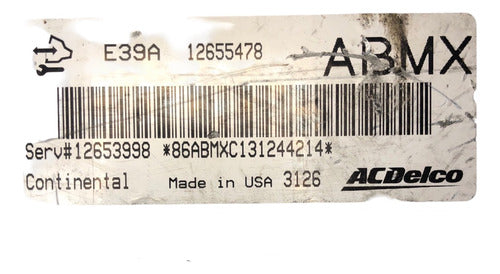 E39A 12655478 ABMX
Serv#12653998 *86ABMXC131244214*
Continental Made in USA 3126 ACDelco